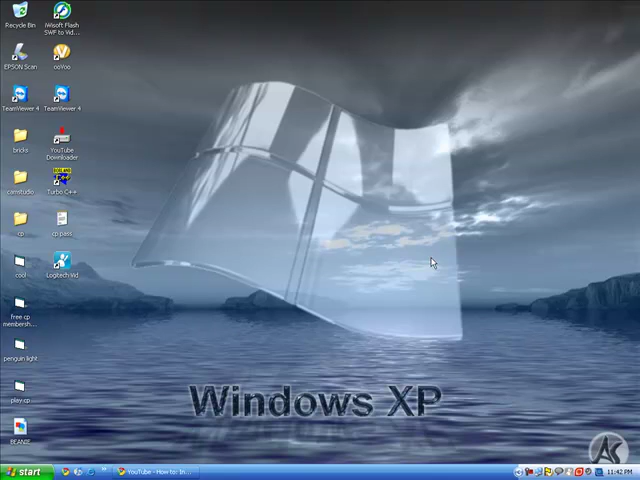 Recycle Bin
iWisoft Flash
SWF to Vid...
EPSON Scan
ooVoo
TeamViewer 4
TeamViewer 4
bricks
YouTube
Downloader
camstudio
Turbo C++
cp
cp pass
cool
Logitech Vid
free cp
membersh...
penguin light
play cp
BEANIE
Windows XP
start
YouTube - How to: In...
11:42 PM